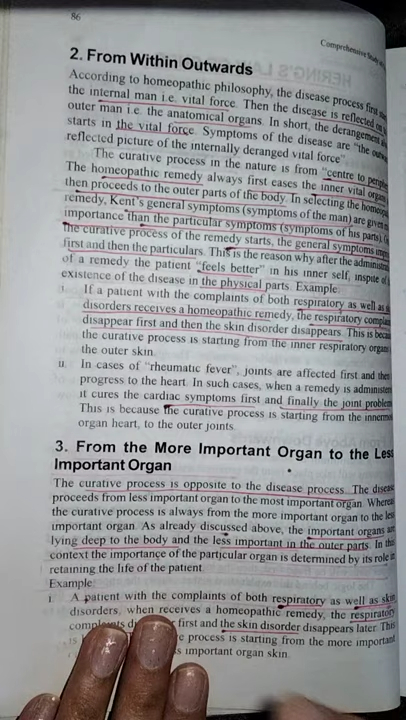 86
Comprehensive Study
2. From Within Outwards
According to homeopathic philosophy, the disease process first
the internal man i.e. vital force. Then the disease is reflected on
outer man i.e. the anatomical organs. In short, the derangement
starts in the vital force. Symptoms of the disease are "the
reflected picture of the internally deranged vital force".
The curative process in the nature is from "centre to
The homeopathic remedy always first eases the inner vital
then proceeds to the outer parts of the body. In selecting the
remedy, Kent's general symptoms (symptoms of the man) are given
importance than the particular symptoms (symptoms of his parts).
The curative process of the remedy starts, the general symptoms
first and then the particulars. This is the reason why after the
of a remedy the patient "feels better" in his inner self, inspite of
existence of the disease in the physical parts. Example:
i. If a patient with the complaints of both respiratory as well as
disorders receives a homeopathic remedy, the respiratory
disappear first and then the skin disorder disappears. This is
the curative process is starting from the inner respiratory
the outer skin.
ii. In cases of "rheumatic fever", joints are affected first and then
progress to the heart. In such cases, when a remedy is
it cures the cardiac symptoms first and finally the joint
This is because the curative process is starting from the
organ heart, to the outer joints.
3. From the More Important Organ to the Less
Important Organ
The curative process is opposite to the disease process. The
proceeds from less important organ to the most important organ.
the curative process is always from the more important organ to the
important organ. As already discussed above, the important organs
lying deep to the body and the less important in the outer parts. In
context the importance of the particular organ is determined by its role in
retaining the life of the patient.
Example:
i. A patient with the complaints of both respiratory as well as skin
disorders, when receives a homeopathic remedy, the respiratory
first and the skin disorder disappears later. This
process is starting from the more important
important organ skin.